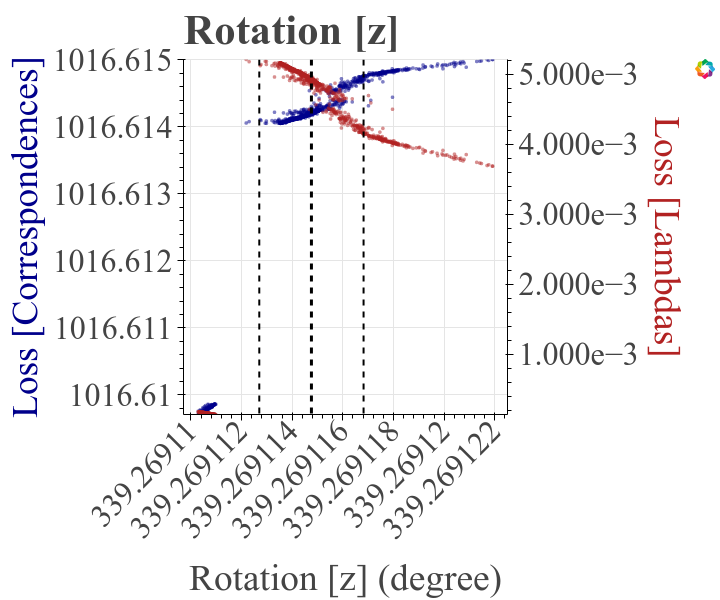 Rotation [z]
Loss [Correspondences]
1016.615
1016.614
1016.613
1016.612
1016.611
1016.61
5.000e−3
4.000e−3
3.000e−3
2.000e−3
1.000e−3
Loss [Lambdas]
339.26911
339.269112
339.269114
339.269116
339.269118
339.26912
339.269122
Rotation [z] (degree)